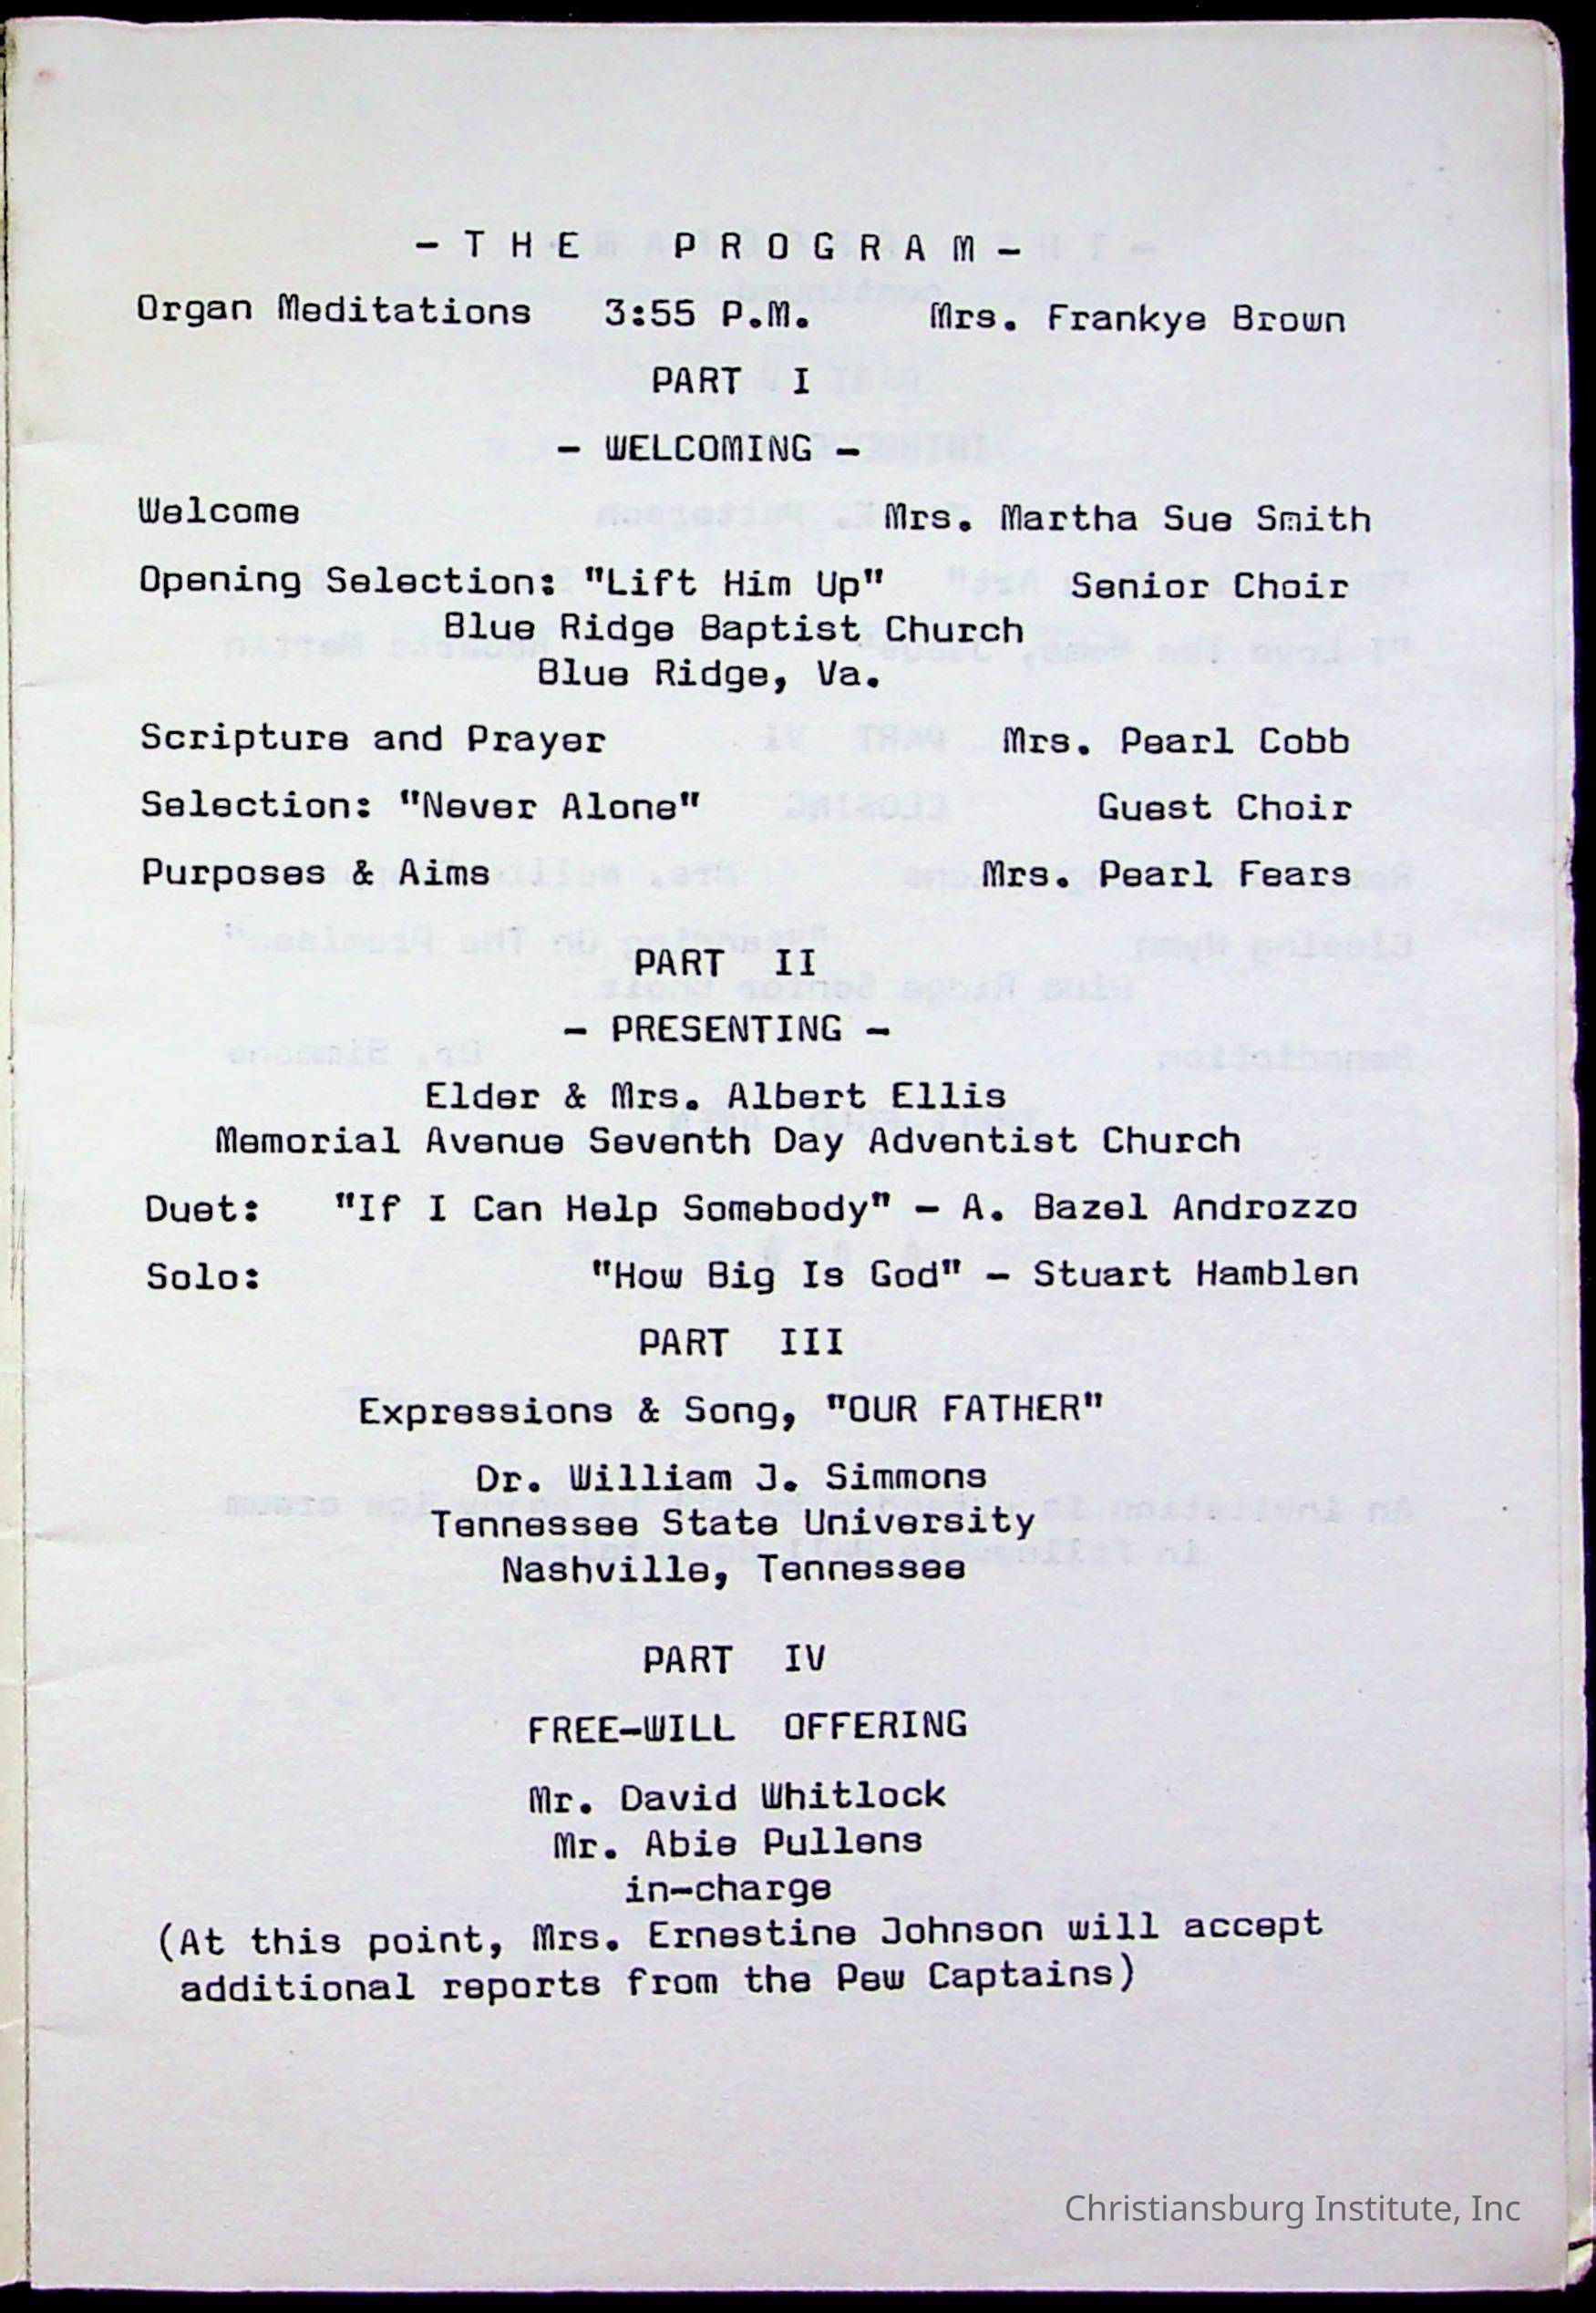 - T H E   P R O G R A M -
Organ Meditations   3:55 P.M.   Mrs. Frankye Brown
PART I
- WELCOMING -
Welcome   Mrs. Martha Sue Smith
Opening Selection: "Lift Him Up"   Senior Choir
Blue Ridge Baptist Church
Blue Ridge, Va.
Scripture and Prayer   Mrs. Pearl Cobb
Selection: "Never Alone"   Guest Choir
Purposes & Aims   Mrs. Pearl Fears
PART II
- PRESENTING -
Elder & Mrs. Albert Ellis
Memorial Avenue Seventh Day Adventist Church
Duet:   "If I Can Help Somebody" - A. Bazel Androzzo
Solo:   "How Big Is God" - Stuart Hamblen
PART III
Expressions & Song, "OUR FATHER"
Dr. William J. Simmons
Tennessee State University
Nashville, Tennessee
PART IV
FREE-WILL OFFERING
Mr. David Whitlock
Mr. Abie Pullens
in-charge
(At this point, Mrs. Ernestine Johnson will accept
additional reports from the Pew Captains)
Christiansburg Institute, Inc